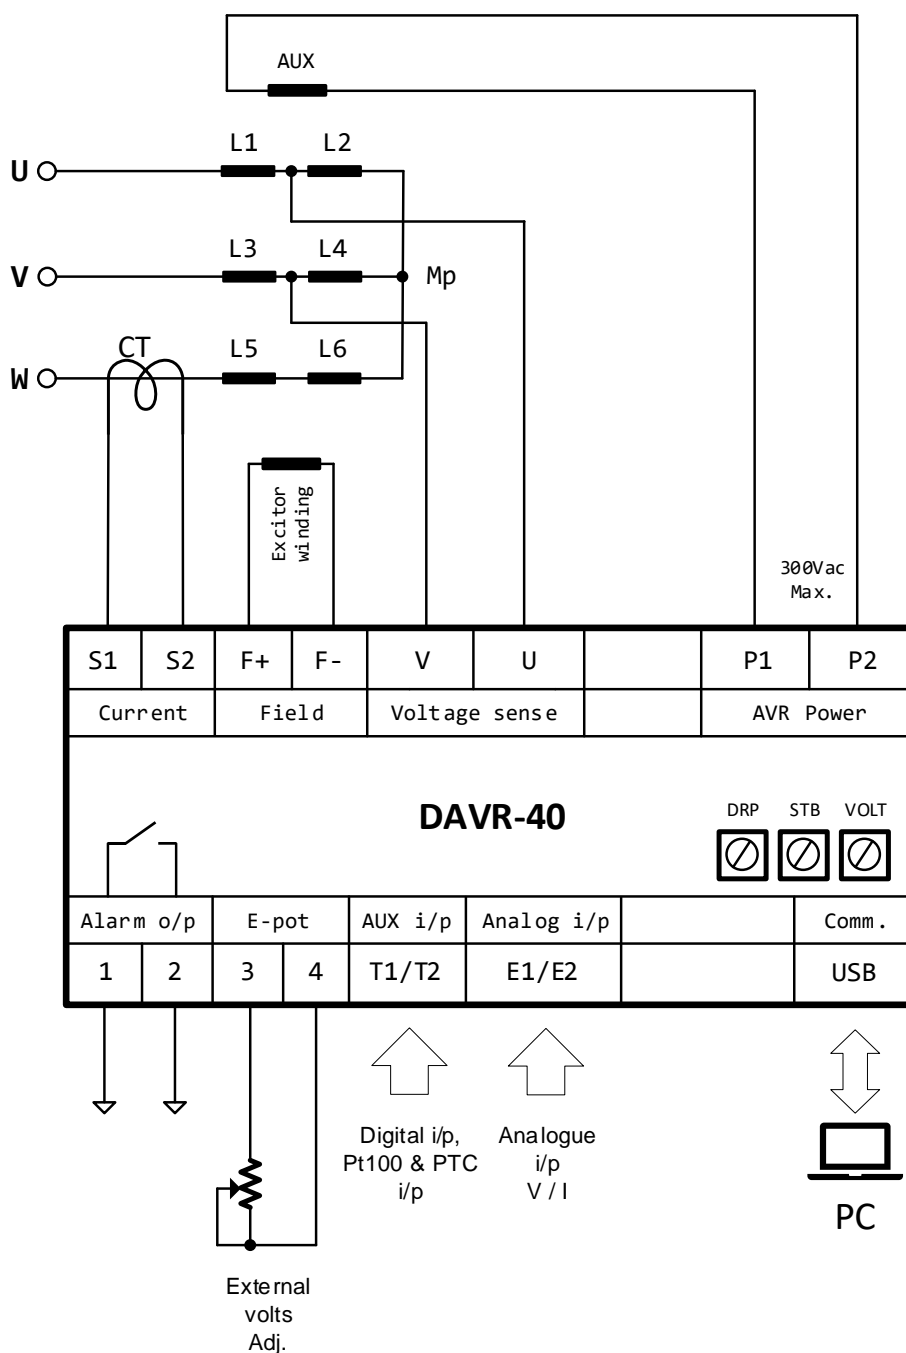 AUX
L1 L2
U
L3 L4
V Mp
CT L5 L6
W
Excitor
winding
300Vac
Max.
S1 S2 F+ F- V U P1 P2
Current Field Voltage sense AVR Power
DAVR-40
DRP STB VOLT
Alarm o/p E-pot AUX i/p Analog i/p Comm.
1 2 3 4 T1/T2 E1/E2 USB
Digital i/p,
Pt100 & PTC
i/p
Analogue
i/p
V / I
PC
External
volts
Adj.